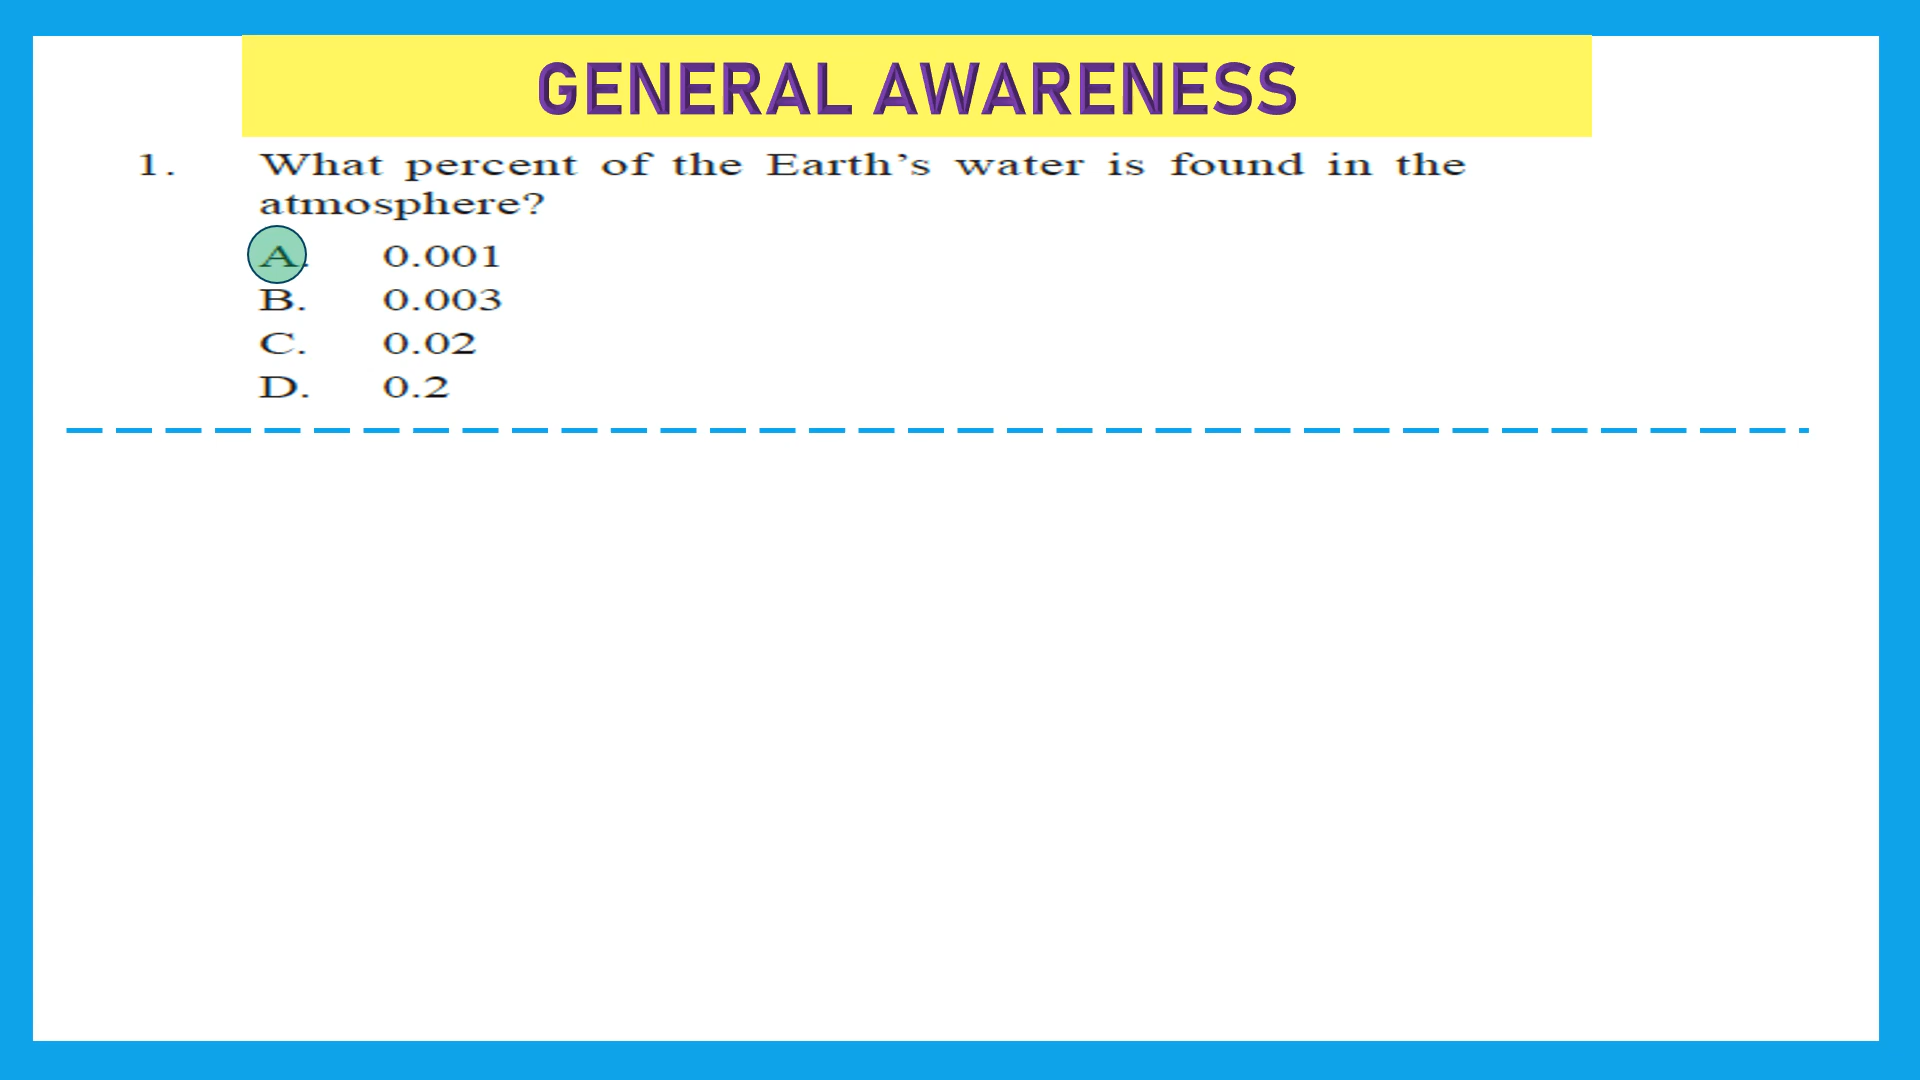 GENERAL AWARENESS
1. What percent of the Earth’s water is found in the
atmosphere?
A. 0.001
B. 0.003
C. 0.02
D. 0.2